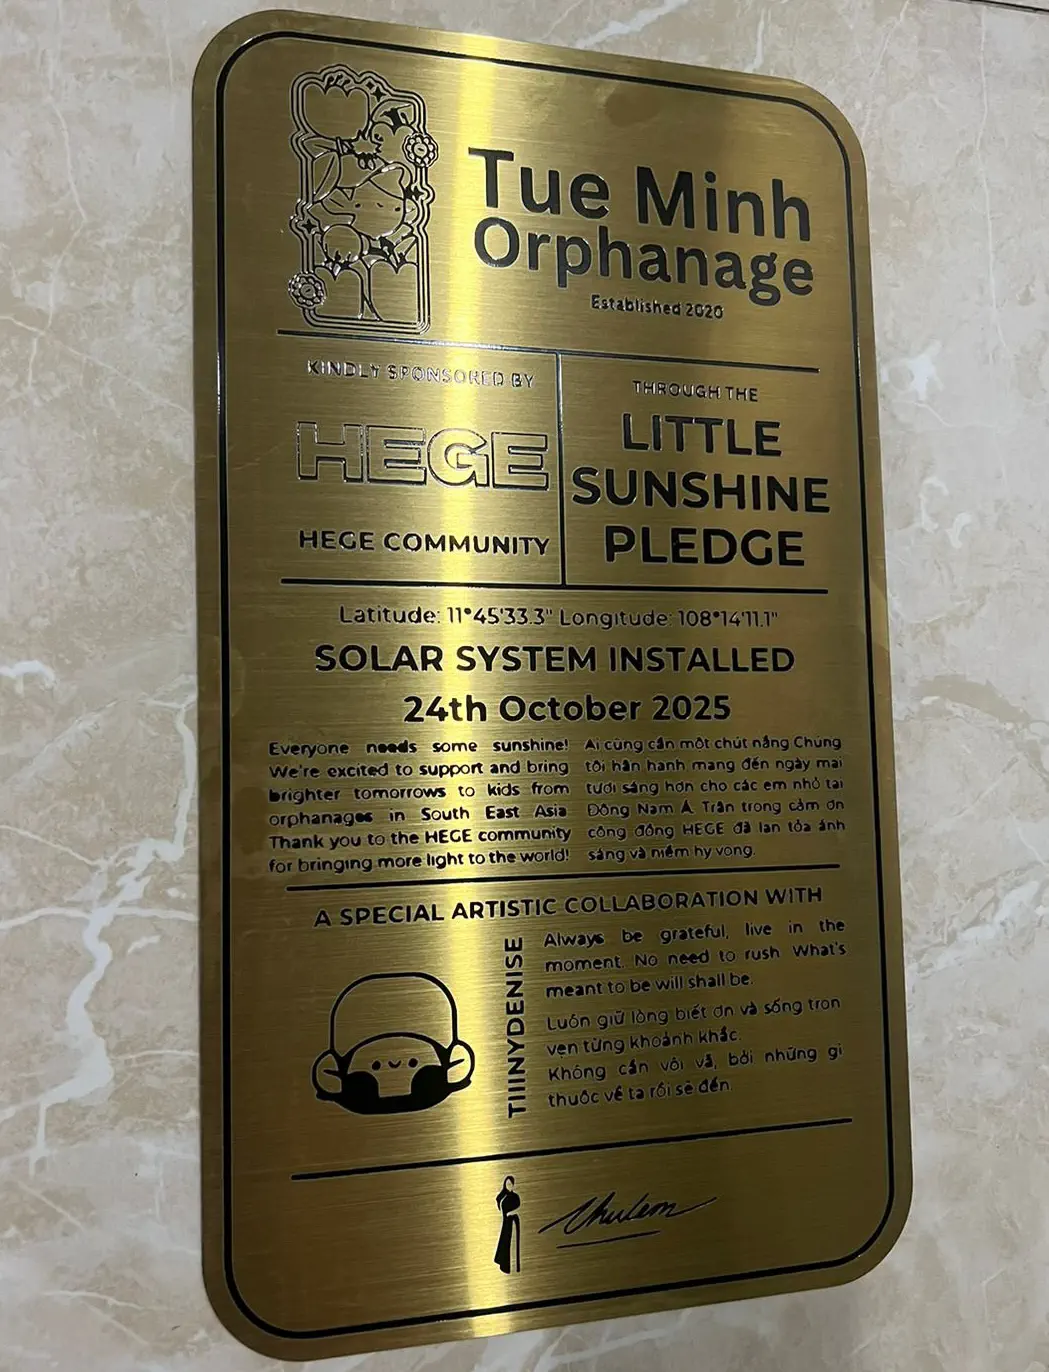 Tue Minh
Orphanage
Established 2020
KINDLY SPONSORED BY
HEGE
HEGE COMMUNITY
THROUGH THE
LITTLE
SUNSHINE
PLEDGE
Latitude: 11°45'33.3" Longitude: 108°14'11.1"
SOLAR SYSTEM INSTALLED
24th October 2025
Everyone needs some sunshine!
We're excited to support and bring
brighter tomorrows to kids from
orphanages in South East Asia
Thank you to the HEGE community
for bringing more light to the world!
Ai cũng cần một chút nắng Chúng
tôi hân hạnh mang đến ngày mai
tươi sáng hơn cho các em nhỏ tại
Đông Nam Á Trân trọng cảm ơn
cộng đồng HEGE đã lan tỏa ánh
sáng và niềm hy vọng.
A SPECIAL ARTISTIC COLLABORATION WITH
TIIINYDENISE
Always be grateful, live in the
moment. No need to rush What's
meant to be will shall be.
Luôn giữ lòng biết ơn và sống trọn
vẹn từng khoảnh khắc.
Không cần vội vã, bởi những gì
thuộc về ta rồi sẽ đến.